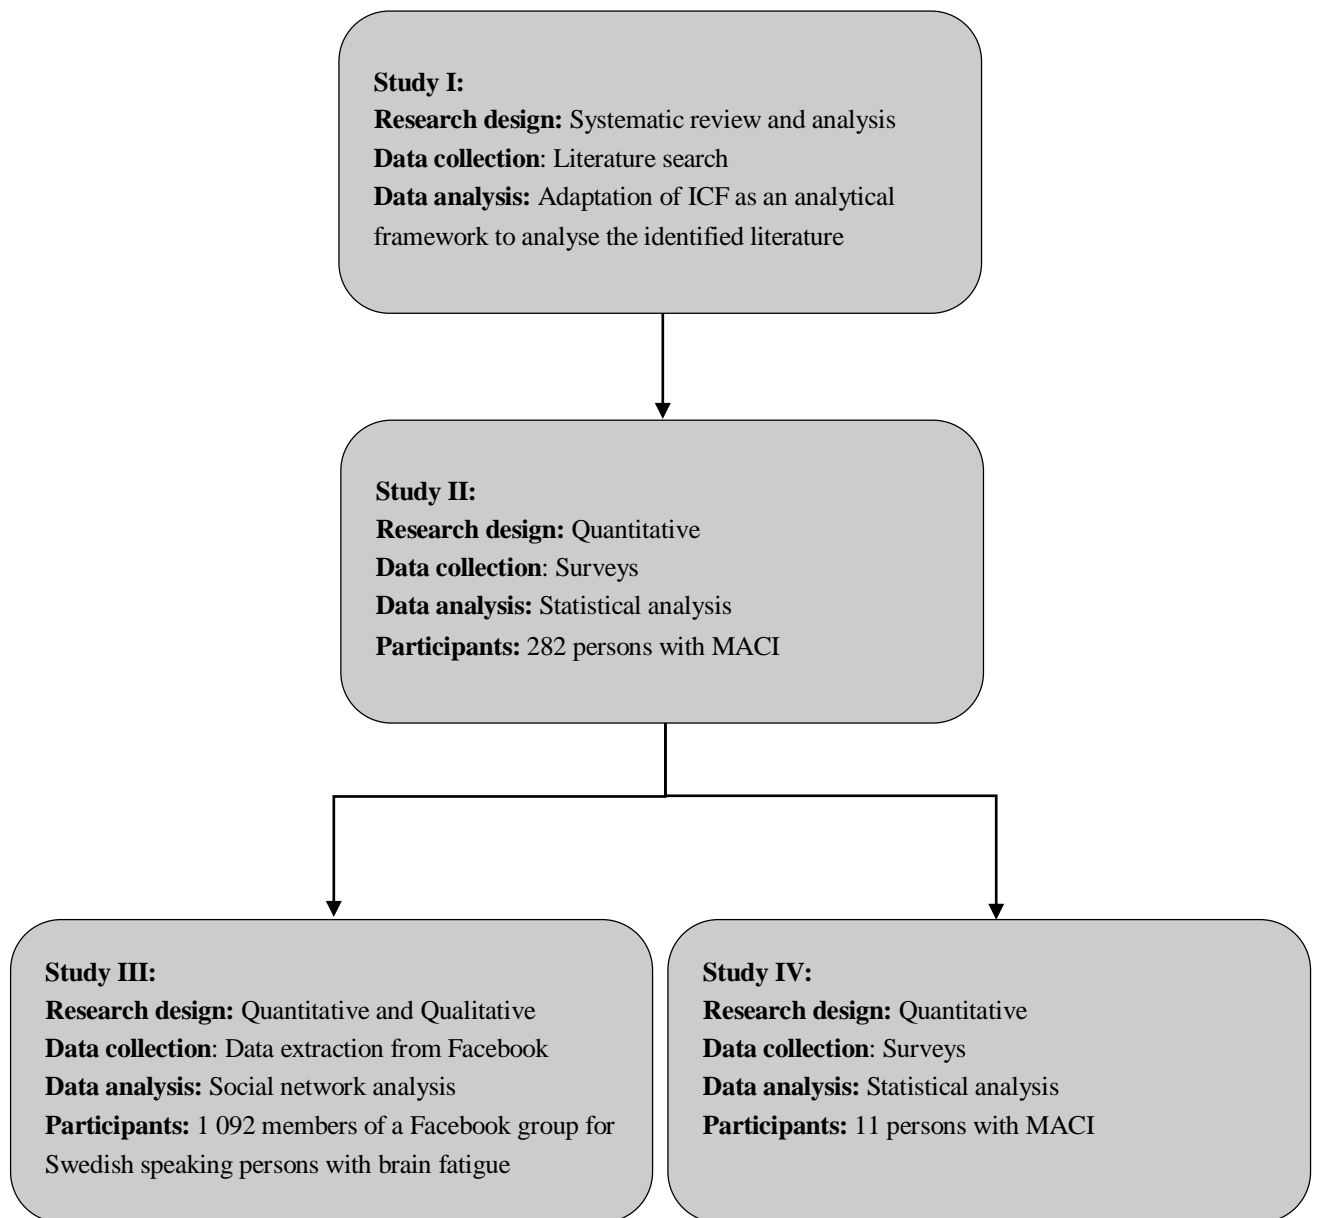 Study I:
Research design: Systematic review and analysis
Data collection: Literature search
Data analysis: Adaptation of ICF as an analytical
framework to analyse the identified literature
Study II:
Research design: Quantitative
Data collection: Surveys
Data analysis: Statistical analysis
Participants: 282 persons with MACI
Study III:
Research design: Quantitative and Qualitative
Data collection: Data extraction from Facebook
Data analysis: Social network analysis
Participants: 1 092 members of a Facebook group for
Swedish speaking persons with brain fatigue
Study IV:
Research design: Quantitative
Data collection: Surveys
Data analysis: Statistical analysis
Participants: 11 persons with MACI